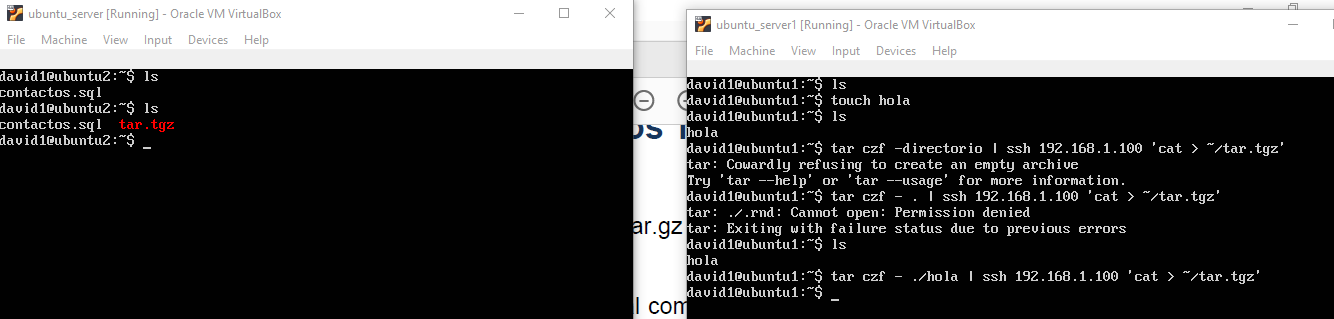 ubuntu_server [Running] - Oracle VM VirtualBox
File Machine View Input Devices Help
david1@ubuntu2:~$ ls
contactos.sql
david1@ubuntu2:~$ ls
contactos.sql tar.tgz
david1@ubuntu2:~$ _
ar.gz
l com
ubuntu_server1 [Running] - Oracle VM VirtualBox
File Machine View Input Devices Help
david1@ubuntu1:~$ ls
david1@ubuntu1:~$ touch hola
david1@ubuntu1:~$ ls
hola
david1@ubuntu1:~$ tar czf -directorio | ssh 192.168.1.100 'cat > ~/tar.tgz'
tar: Cowardly refusing to create an empty archive
Try 'tar --help' or 'tar --usage' for more information.
david1@ubuntu1:~$ tar czf - . | ssh 192.168.1.100 'cat > ~/tar.tgz'
tar: ./.rnd: Cannot open: Permission denied
tar: Exiting with failure status due to previous errors
david1@ubuntu1:~$ ls
hola
david1@ubuntu1:~$ tar czf - ./hola | ssh 192.168.1.100 'cat > ~/tar.tgz'
david1@ubuntu1:~$ _